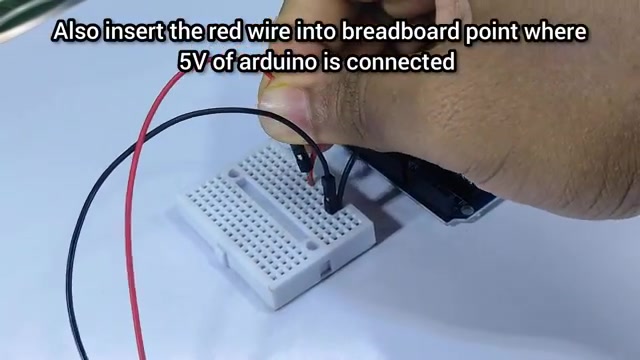 Also insert the red wire into breadboard point where
5V of arduino is connected